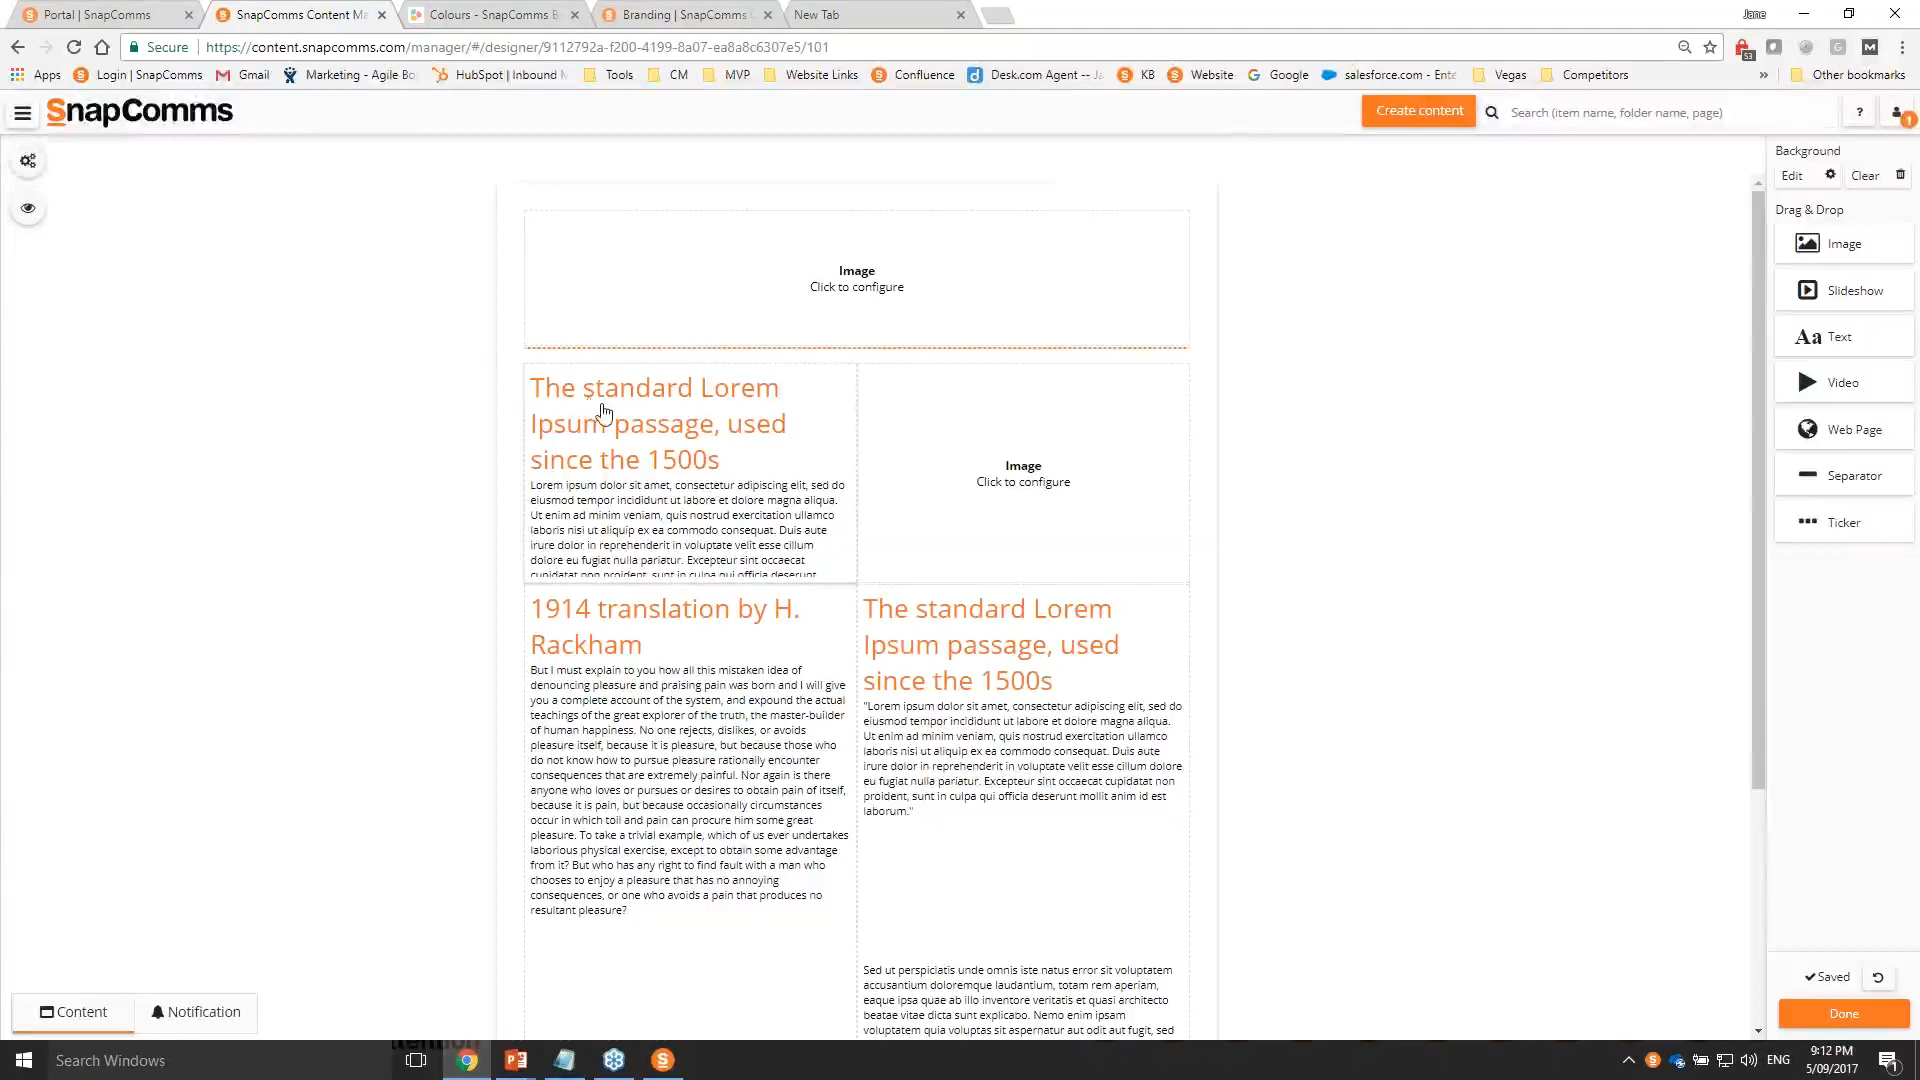 Portal | SnapComms
SnapComms Content Ma
Colours - SnapComms B
Branding | SnapComms
New Tab
Jane
Secure
https://content.snapcomms.com/manager/#/designer/9112792a-f200-4199-8a07-ea8a8c6307e5/101
53
Apps
Login | SnapComms
Gmail
Marketing - Agile Bo
HubSpot | Inbound
Tools
CM
MVP
Website Links
Confluence
Desk.com Agent --
KB
Website
Google
salesforce.com - Ente
Vegas
Competitors
»
Other bookmarks
SnapComms
Create content
Search (item name, folder name, page)
?
Background
Edit
Clear
Drag & Drop
Image
Slideshow
Aa Text
Video
Web Page
Separator
Ticker
Image
Click to configure
The standard Lorem
Ipsum passage, used
since the 1500s
Lorem ipsum dolor sit amet, consectetur adipiscing elit, sed do
eiusmod tempor incididunt ut labore et dolore magna aliqua.
Ut enim ad minim veniam, quis nostrud exercitation ullamco
laboris nisi ut aliquip ex ea commodo consequat. Duis aute
irure dolor in reprehenderit in voluptate velit esse cillum
dolore eu fugiat nulla pariatur. Excepteur sint occaecat
cupidatat non proident, sunt in culpa qui officia deserunt
Image
Click to configure
1914 translation by H.
Rackham
But I must explain to you how all this mistaken idea of
denouncing pleasure and praising pain was born and I will give
you a complete account of the system, and expound the actual
teachings of the great explorer of the truth, the master-builder
of human happiness. No one rejects, dislikes, or avoids
pleasure itself, because it is pleasure, but because those who
do not know how to pursue pleasure rationally encounter
consequences that are extremely painful. Nor again is there
anyone who loves or pursues or desires to obtain pain of itself,
because it is pain, but because occasionally circumstances
occur in which toil and pain can procure him some great
pleasure. To take a trivial example, which of us ever undertakes
laborious physical exercise, except to obtain some advantage
from it? But who has any right to find fault with a man who
chooses to enjoy a pleasure that has no annoying
consequences, or one who avoids a pain that produces no
resultant pleasure?
The standard Lorem
Ipsum passage, used
since the 1500s
"Lorem ipsum dolor sit amet, consectetur adipiscing elit, sed do
eiusmod tempor incididunt ut labore et dolore magna aliqua.
Ut enim ad minim veniam, quis nostrud exercitation ullamco
laboris nisi ut aliquip ex ea commodo consequat. Duis aute
irure dolor in reprehenderit in voluptate velit esse cillum dolore
eu fugiat nulla pariatur. Excepteur sint occaecat cupidatat non
proident, sunt in culpa qui officia deserunt mollit anim id est
laborum."
Sed ut perspiciatis unde omnis iste natus error sit voluptatem
accusantium doloremque laudantium, totam rem aperiam,
eaque ipsa quae ab illo inventore veritatis et quasi architecto
beatae vitae dicta sunt explicabo. Nemo enim ipsam
voluptatem quia voluptas sit aspernatur aut odit aut fugit, sed
Content
Notification
Saved
Done
Search Windows
ENG
9:12 PM
5/09/2017
1